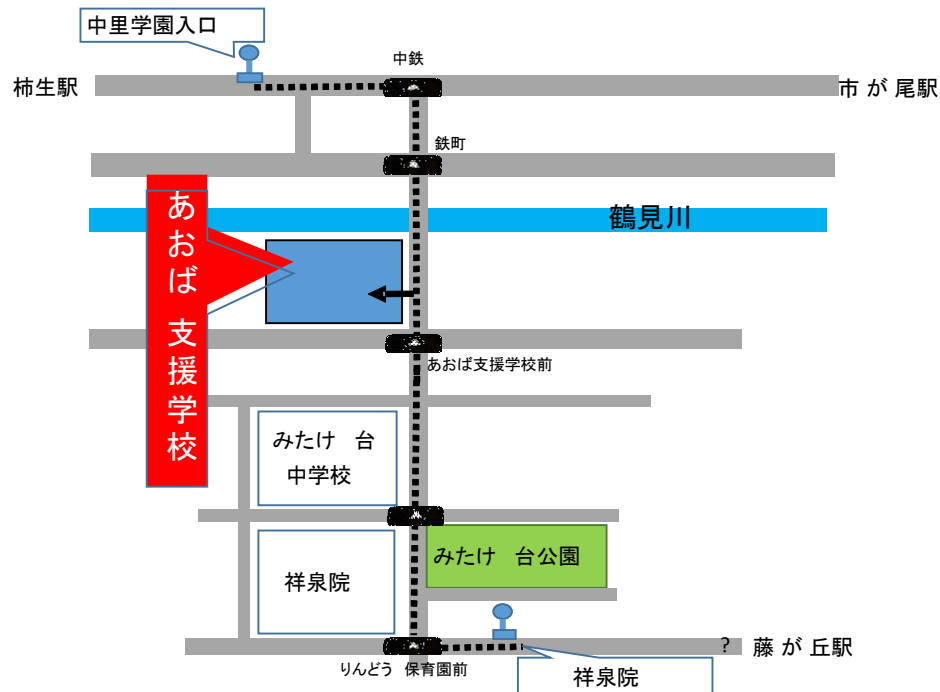 中里学園入口
中鉄
柿生駅
市が尾駅
鉄町
鶴見川
あおば 支援学校
あおば支援学校前
みたけ 台
中学校
みたけ 台公園
祥泉院
? 藤が丘駅
りんどう 保育園前
祥泉院